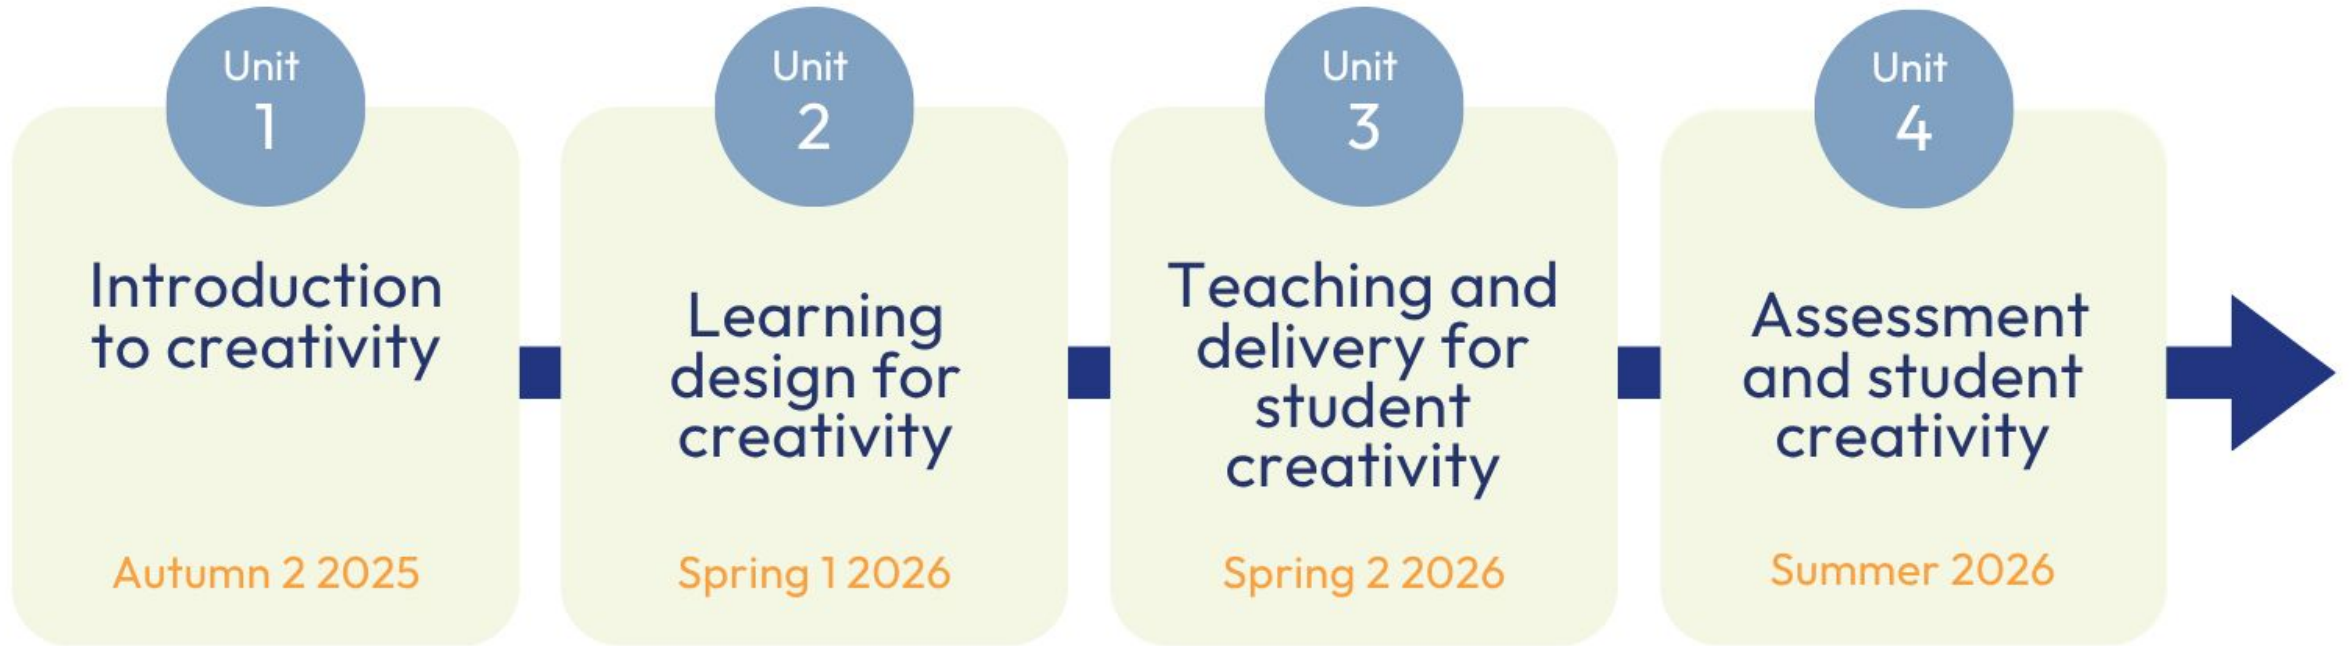 Unit
1
Introduction
to creativity
Autumn 2 2025
Unit
2
Learning
design for
creativity
Spring 1 2026
Unit
3
Teaching and
delivery for
student
creativity
Spring 2 2026
Unit
4
Assessment
and student
creativity
Summer 2026